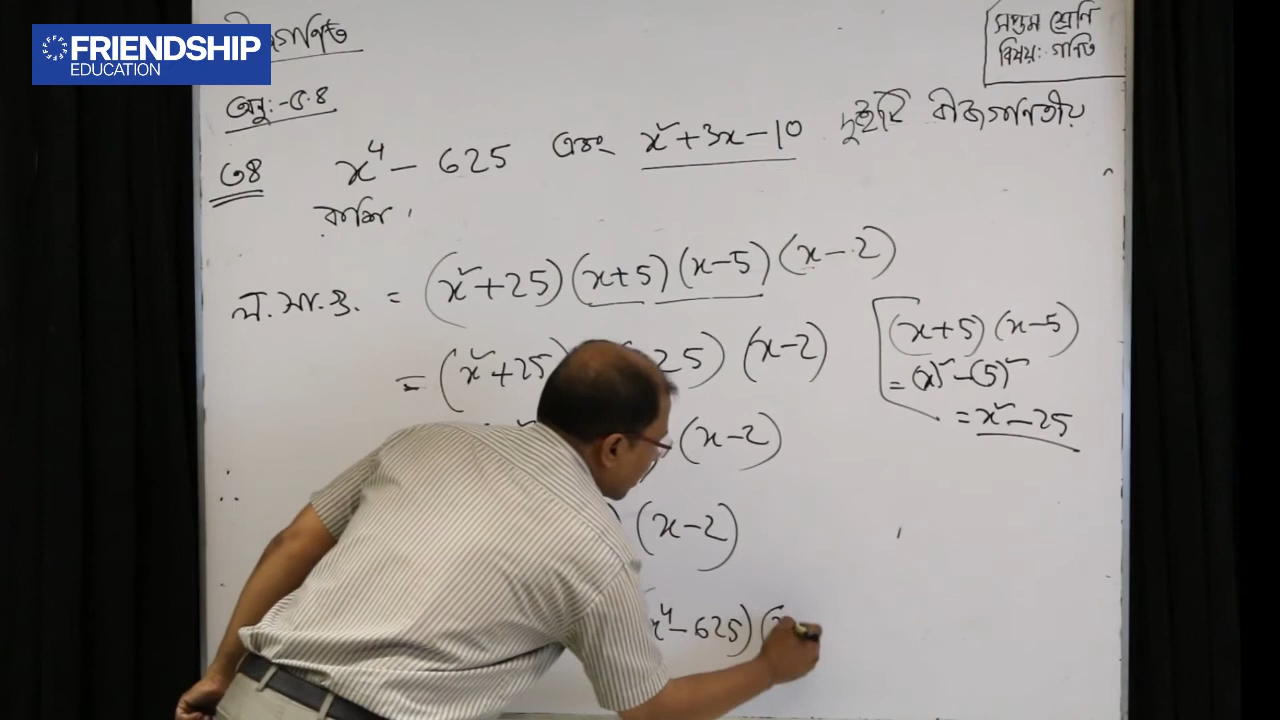 FRIENDSHIP
EDUCATION
সপ্তম শ্রেণি
বিষয়: গণিত
অনু:-৫.৪
৩৪ x⁴ - 625 এবং x² + 3x - 10 দুইটি বীজগণিতীয়
রাশি।
ল.সা.গু. = (x² + 25)(x + 5)(x - 5)(x - 2)
= (x² + 25) 25) (x - 2)
(x - 2)
(x - 2)
x⁴ - 625)(
(x + 5)(x - 5)
= (x)² - (5)²
= x² - 25